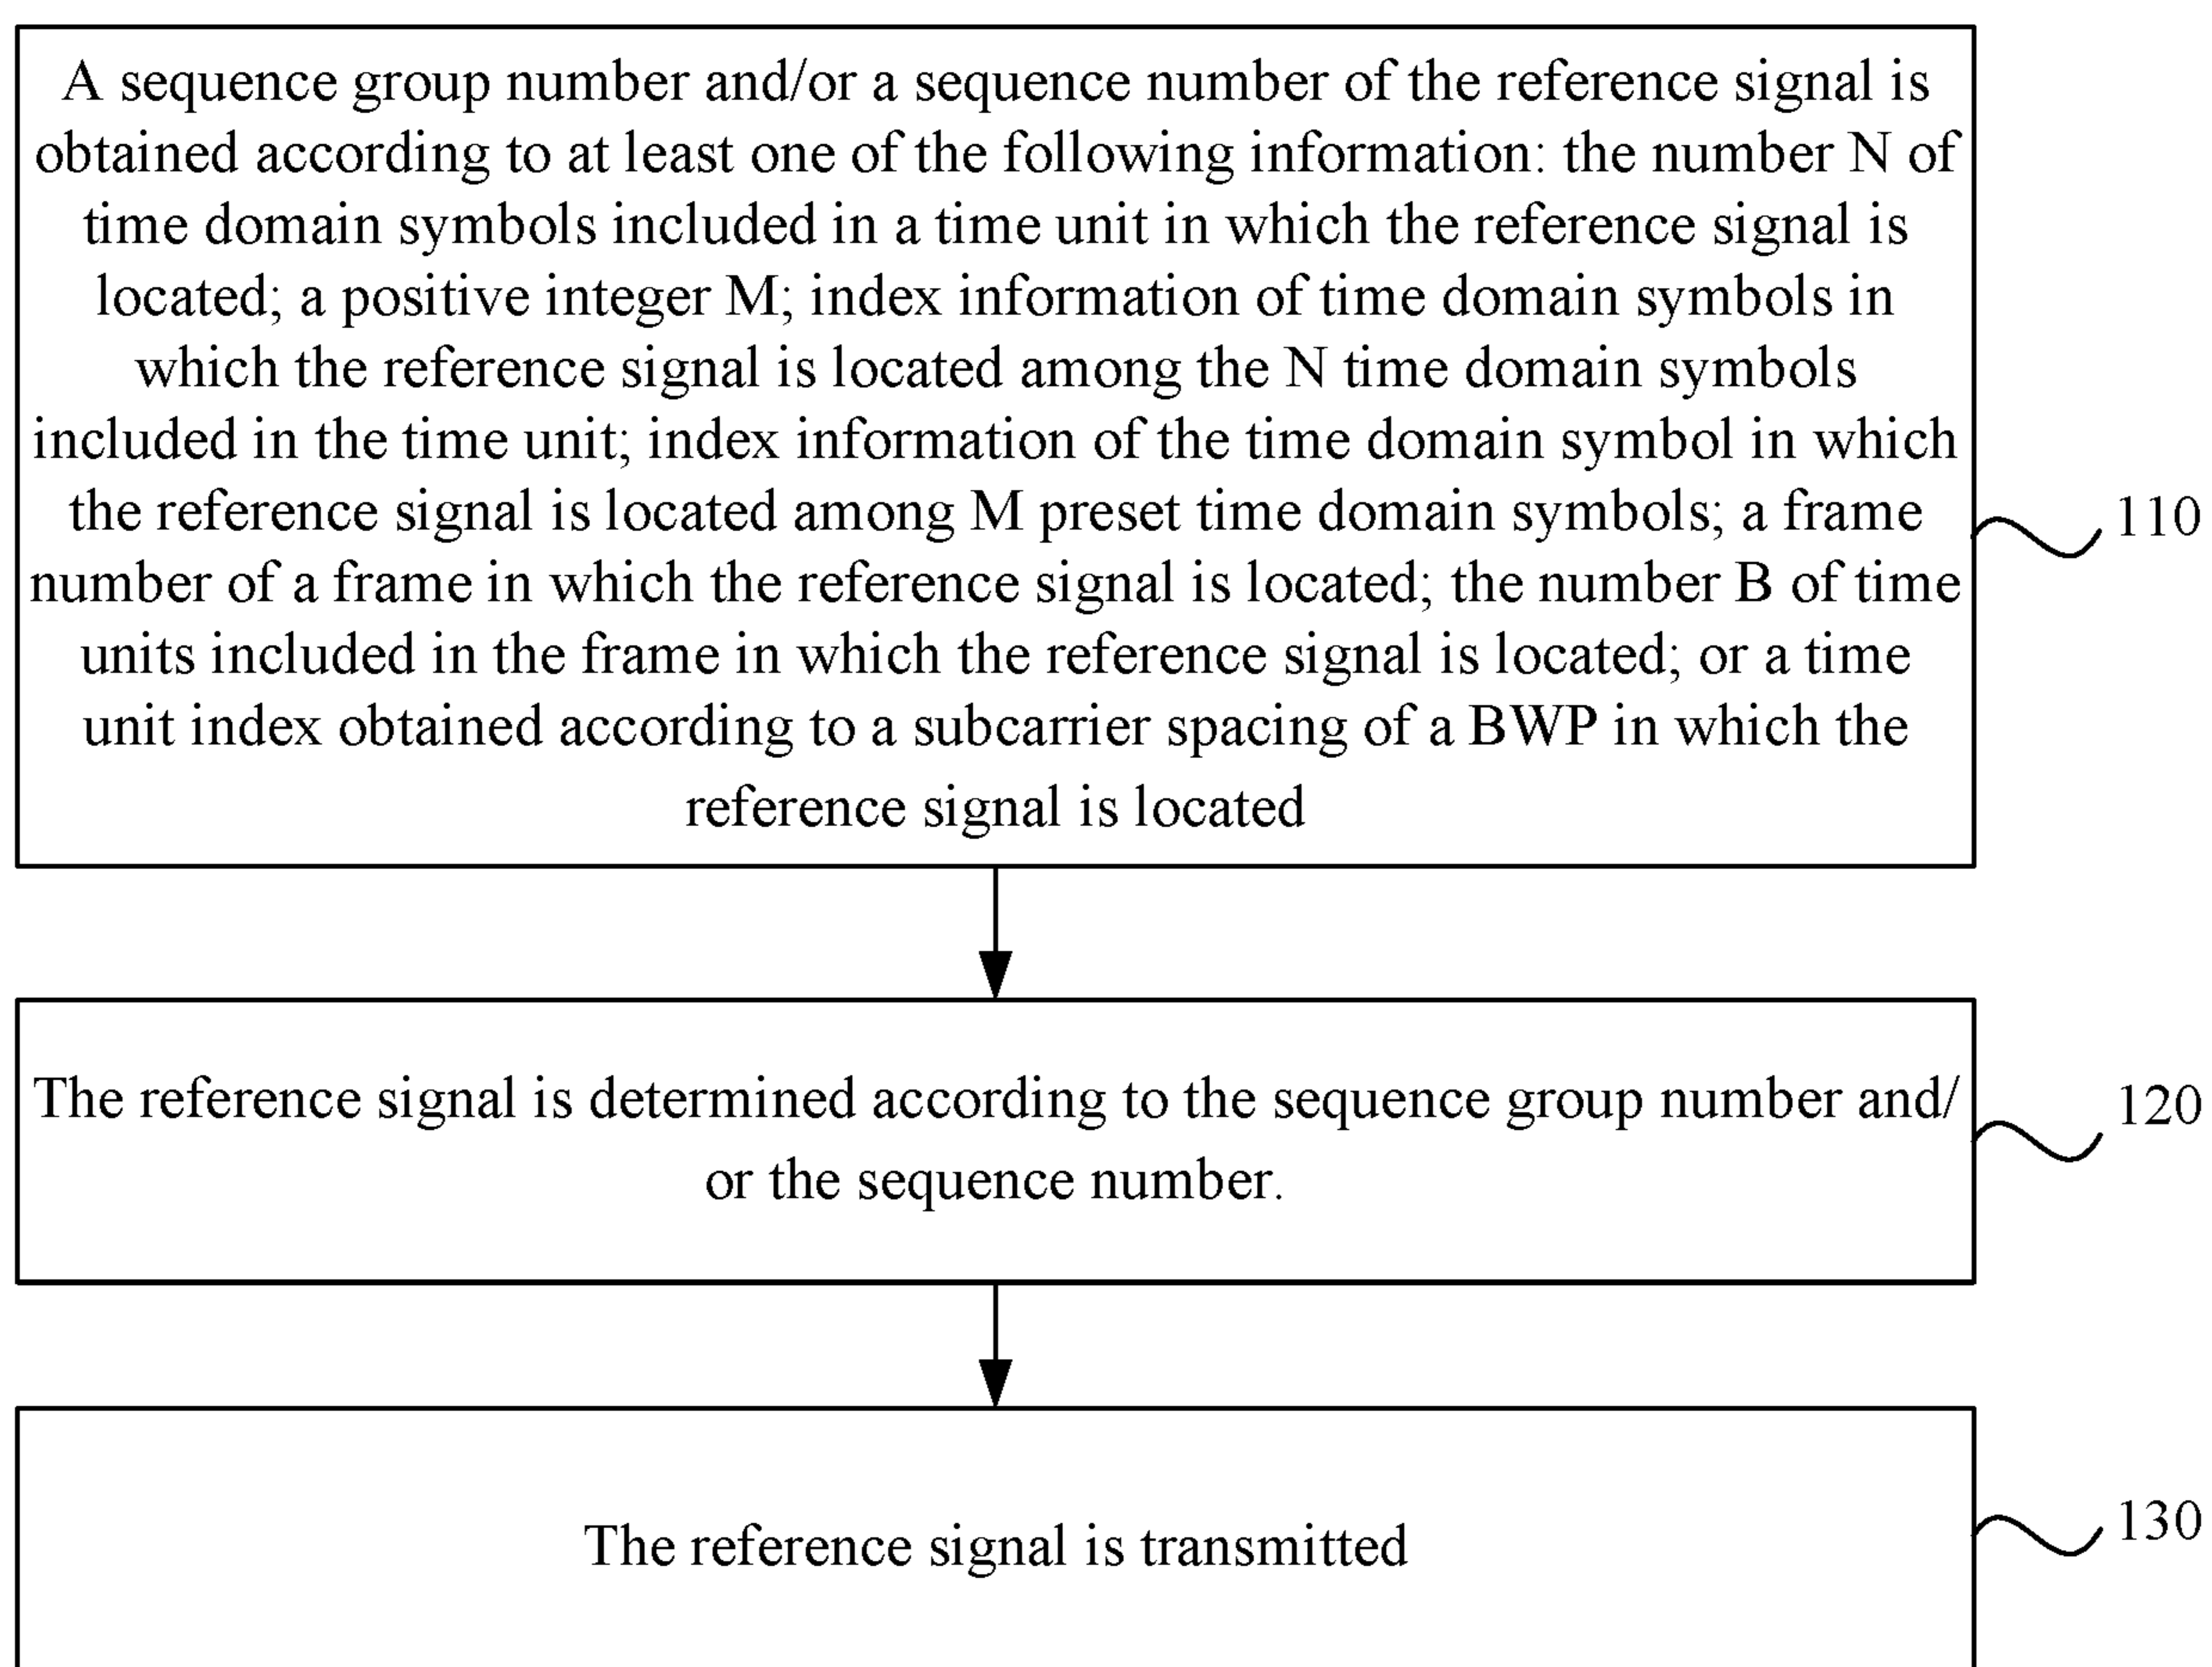 A sequence group number and/or a sequence number of the reference signal is
obtained according to at least one of the following information: the number N of
time domain symbols included in a time unit in which the reference signal is
located; a positive integer M; index information of time domain symbols in
which the reference signal is located among the N time domain symbols
included in the time unit; index information of the time domain symbol in which
the reference signal is located among M preset time domain symbols; a frame
number of a frame in which the reference signal is located; the number B of time
units included in the frame in which the reference signal is located; or a time
unit index obtained according to a subcarrier spacing of a BWP in which the
reference signal is located
110
The reference signal is determined according to the sequence group number and/
or the sequence number.
120
The reference signal is transmitted
130